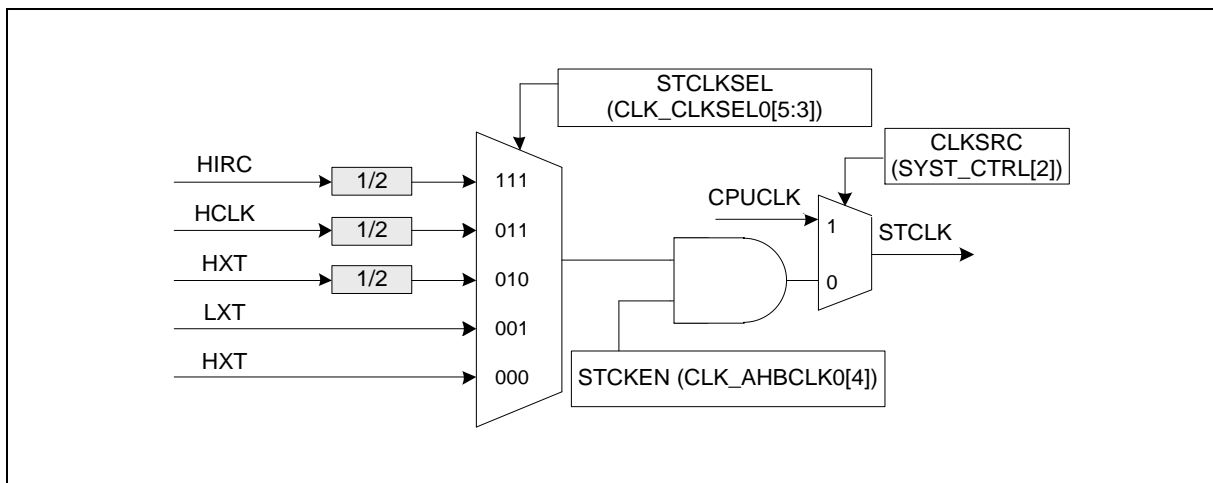 STCLKSEL
(CLK_CLKSEL0[5:3])
CLKSRC
(SYST_CTRL[2])
HIRC
1/2
111
CPUCLK
1
HCLK
1/2
011
STCLK
HXT
1/2
010
0
LXT
001
HXT
000
STCKEN (CLK_AHBCLK0[4])